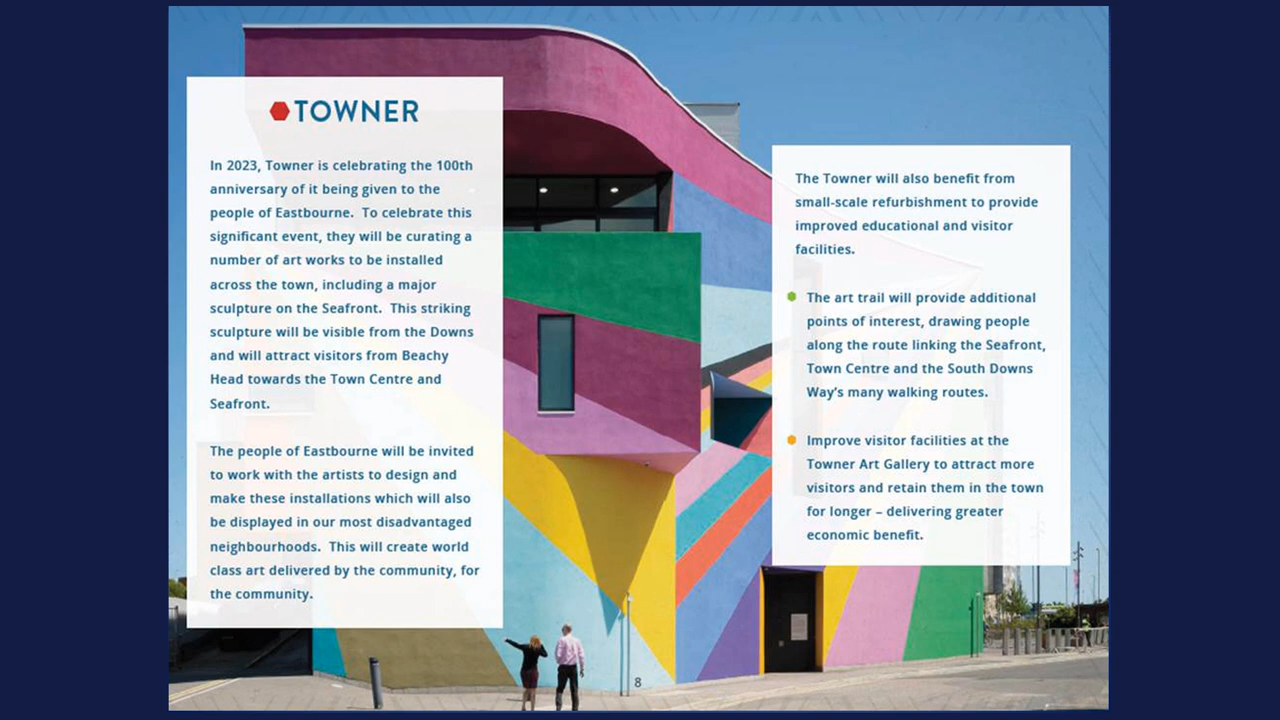 TOWNER
In 2023, Towner is celebrating the 100th
anniversary of it being given to the
people of Eastbourne.  To celebrate this
significant event, they will be curating a
number of art works to be installed
across the town, including a major
sculpture on the Seafront.  This striking
sculpture will be visible from the Downs
and will attract visitors from Beachy
Head towards the Town Centre and
Seafront.
The people of Eastbourne will be invited
to work with the artists to design and
make these installations which will also
be displayed in our most disadvantaged
neighbourhoods.  This will create world
class art delivered by the community, for
the community.
The Towner will also benefit from
small-scale refurbishment to provide
improved educational and visitor
facilities.
The art trail will provide additional
points of interest, drawing people
along the route linking the Seafront,
Town Centre and the South Downs
Way’s many walking routes.
Improve visitor facilities at the
Towner Art Gallery to attract more
visitors and retain them in the town
for longer – delivering greater
economic benefit.
8